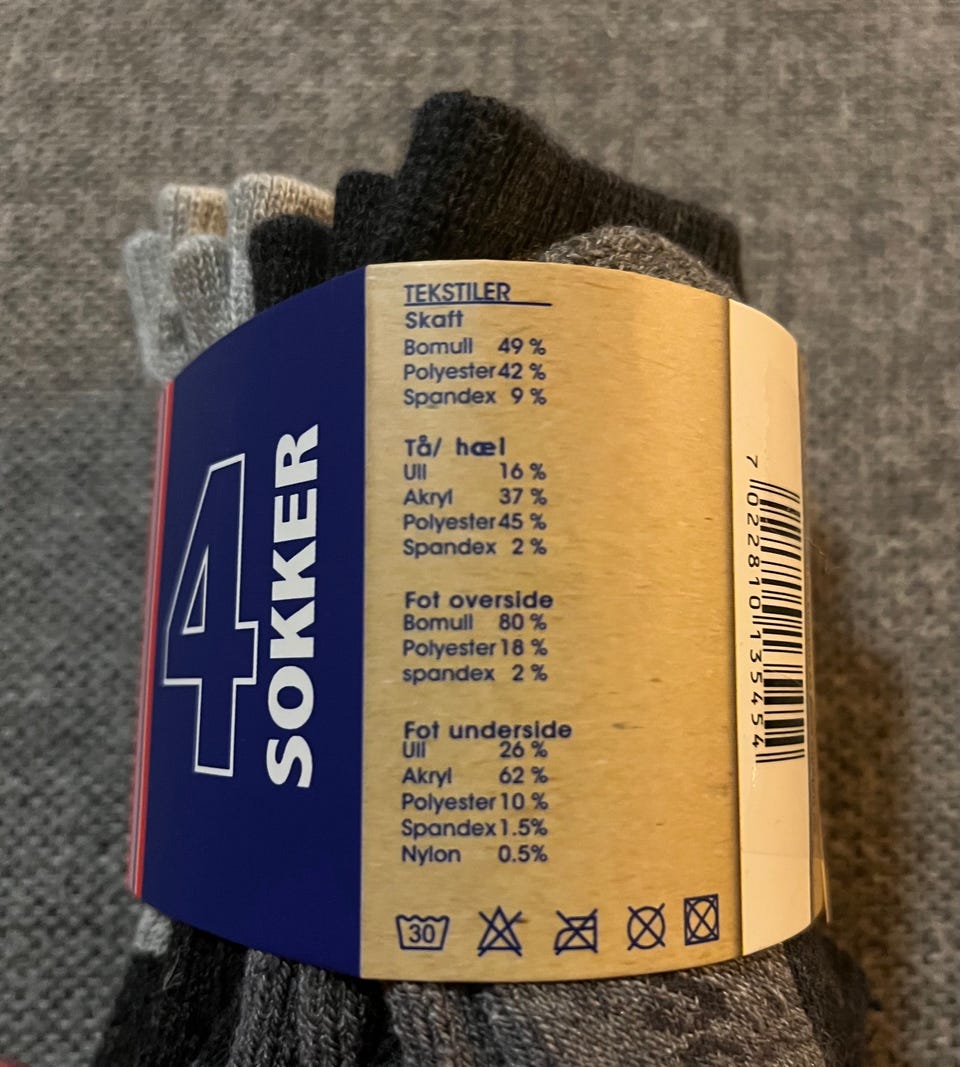 4
SOKKER
TEKSTILER
Skaft
Bomull 49 %
Polyester 42 %
Spandex 9 %
Tå/ hæl
Ull 16 %
Akryl 37 %
Polyester 45 %
Spandex 2 %
Fot overside
Bomull 80 %
Polyester 18 %
spandex 2 %
Fot underside
Ull 26 %
Akryl 62 %
Polyester 10 %
Spandex 1.5%
Nylon 0.5%
30
7 022810 135454